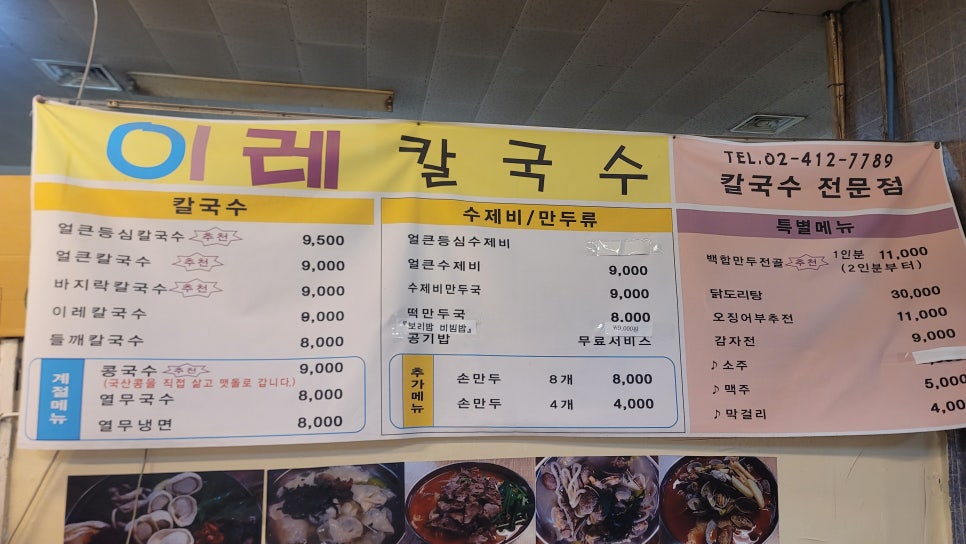 이레 칼국수
TEL.02-412-7789
칼국수 전문점
칼국수
얼큰등심칼국수 추천 9,500
얼큰칼국수 추천 9,000
바지락칼국수 추천 9,000
이레칼국수 9,000
들깨칼국수 8,000
계절메뉴
콩국수 추천 9,000
(국산콩을 직접 삶고 맷돌로 갑니다.)
열무국수 8,000
열무냉면 8,000
수제비/만두류
얼큰등심수제비
얼큰수제비 9,000
수제비만두국 9,000
떡만두국 8.000
『보리밥 비빔밥』 ₩9,000원
공기밥 무료서비스
추가메뉴
손만두 8개 8,000
손만두 4개 4,000
특별메뉴
백합만두전골 추천 1인분 11,000
(2인분부터)
닭도리탕 30,000
오징어부추전 11,000
감자전 9,000
♪소주
♪맥주 5,000
♪막걸리 4,00